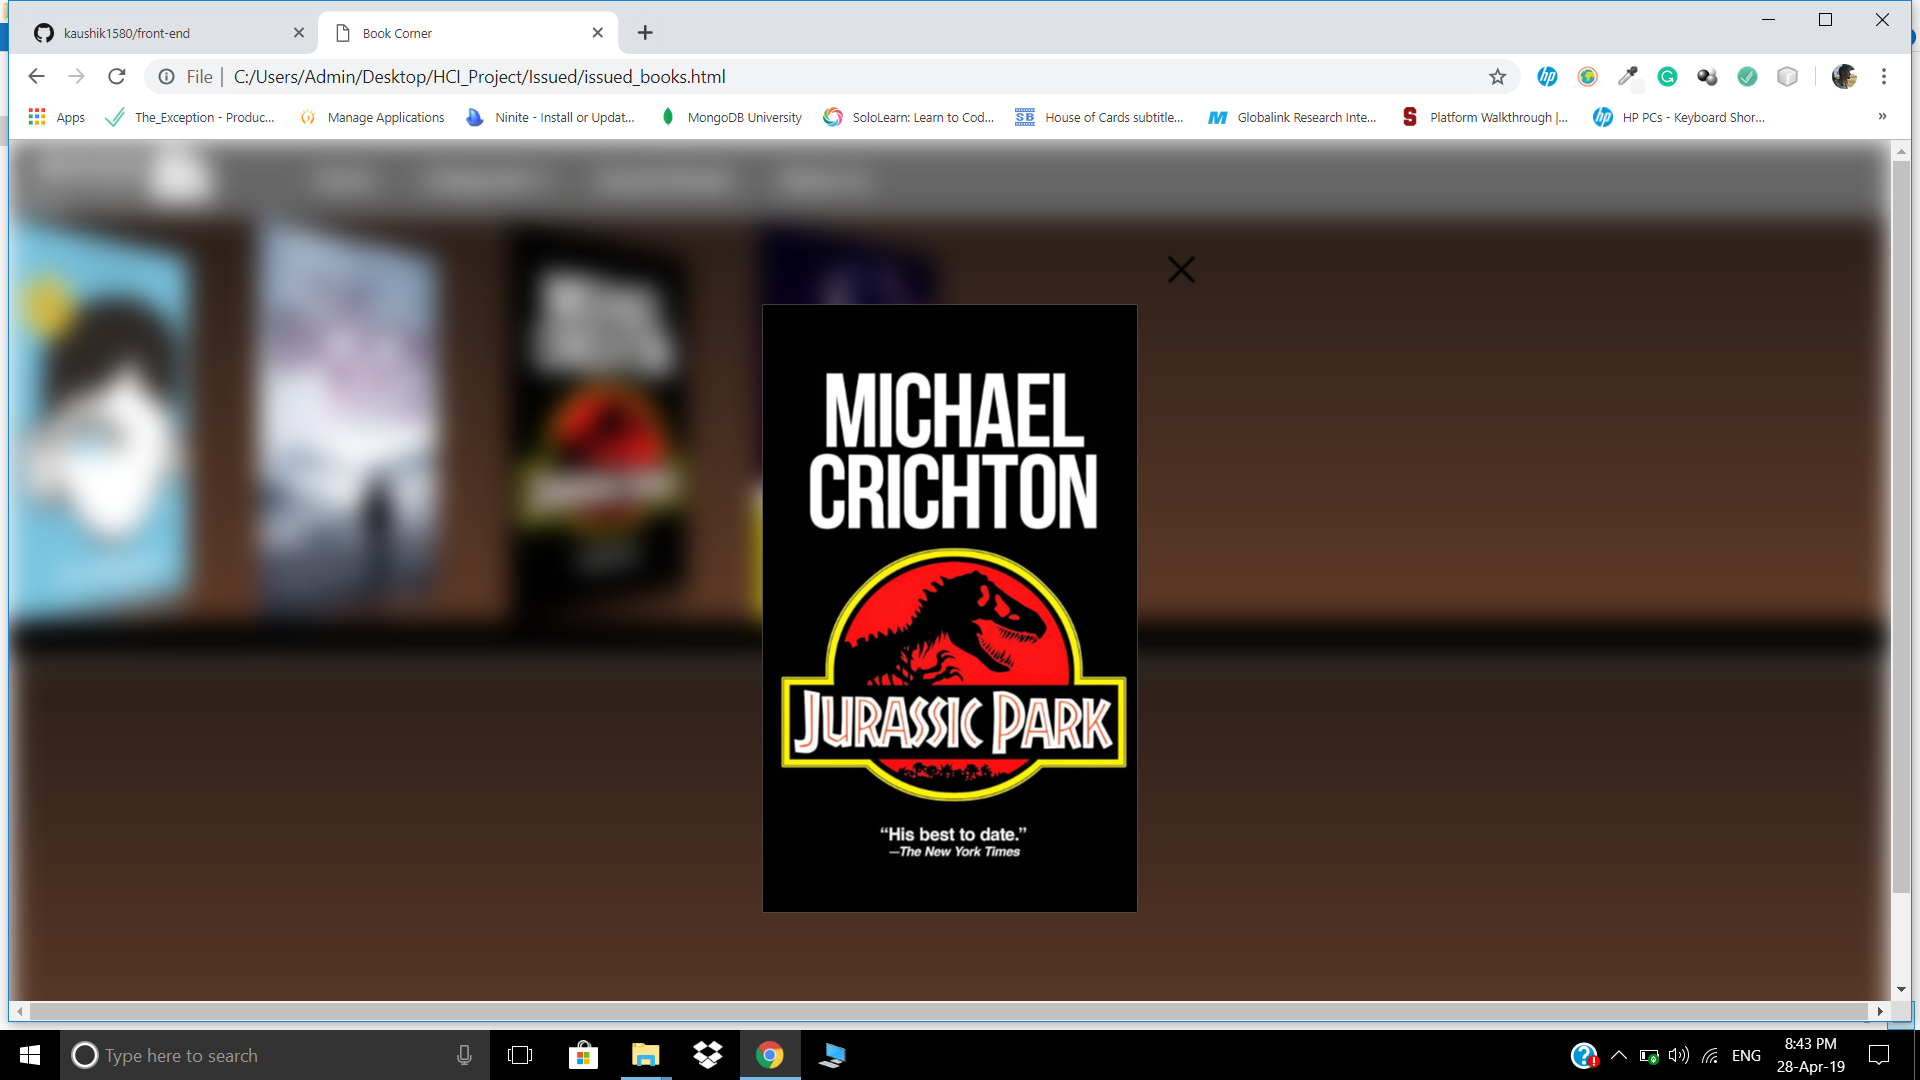 kaushik1580/front-end
Book Corner
File | C:/Users/Admin/Desktop/HCI_Project/Issued/issued_books.html
Apps
The_Exception - Produc...
Manage Applications
Ninite - Install or Updat...
MongoDB University
SoloLearn: Learn to Cod...
SB
House of Cards subtitle...
Globalink Research Inte...
Platform Walkthrough |...
HP PCs - Keyboard Shor...
»
MICHAEL
CRICHTON
JURASSIC PARK
“His best to date.”
—The New York Times
Type here to search
ENG
8:43 PM
28-Apr-19